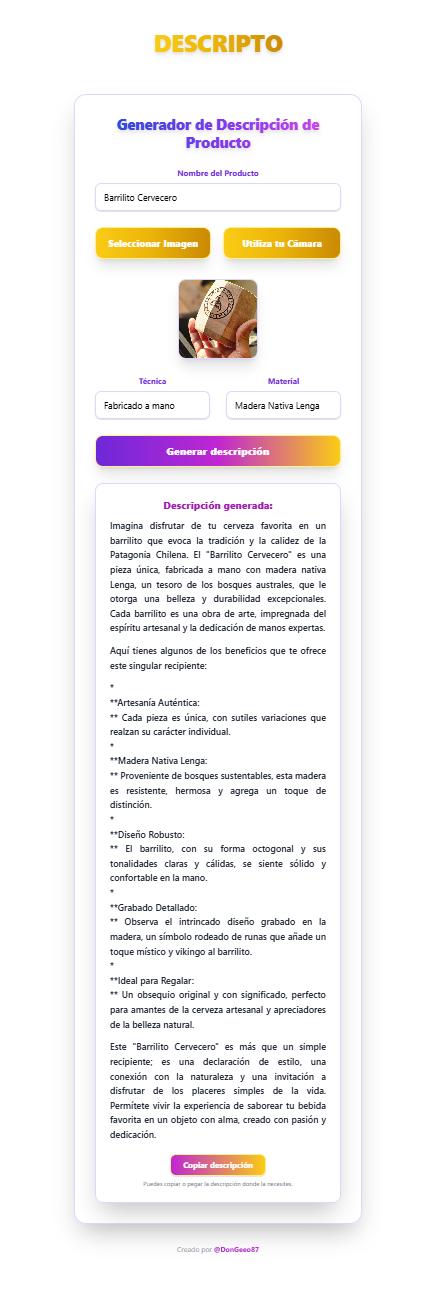 DESCRIPTO
Generador de Descripción de
Producto
Nombre del Producto
Barrilito Cervecero
Seleccionar Imagen
Utiliza tu Cámara
Técnica
Material
Fabricado a mano
Madera Nativa Lenga
Generar descripción
Descripción generada:
Imagina disfrutar de tu cerveza favorita en un
barrilito que evoca la tradición y la calidez de la
Patagonia Chilena. El "Barrilito Cervecero" es una
pieza única, fabricada a mano con madera nativa
Lenga, un tesoro de los bosques australes, que le
otorga una belleza y durabilidad excepcionales.
Cada barrilito es una obra de arte, impregnada del
espíritu artesanal y la dedicación de manos expertas.
Aquí tienes algunos de los beneficios que te ofrece
este singular recipiente:
*
**Artesanía Auténtica:
** Cada pieza es única, con sutiles variaciones que
realzan su carácter individual.
*
**Madera Nativa Lenga:
** Proveniente de bosques sustentables, esta madera
es resistente, hermosa y agrega un toque de
distinción.
*
**Diseño Robusto:
** El barrilito, con su forma octogonal y sus
tonalidades claras y cálidas, se siente sólido y
confortable en la mano.
*
**Grabado Detallado:
** Observa el intrincado diseño grabado en la
madera, un símbolo rodeado de runas que añade un
toque místico y vikingo al barrilito.
*
**Ideal para Regalar:
** Un obsequio original y con significado, perfecto
para amantes de la cerveza artesanal y apreciadores
de la belleza natural.
Este "Barrilito Cervecero" es más que un simple
recipiente; es una declaración de estilo, una
conexión con la naturaleza y una invitación a
disfrutar de los placeres simples de la vida.
Permítete vivir la experiencia de saborear tu bebida
favorita en un objeto con alma, creado con pasión y
dedicación.
Copiar descripción
Puedes copiar o pegar la descripción donde la necesites.
Creado por @DonGeeo87